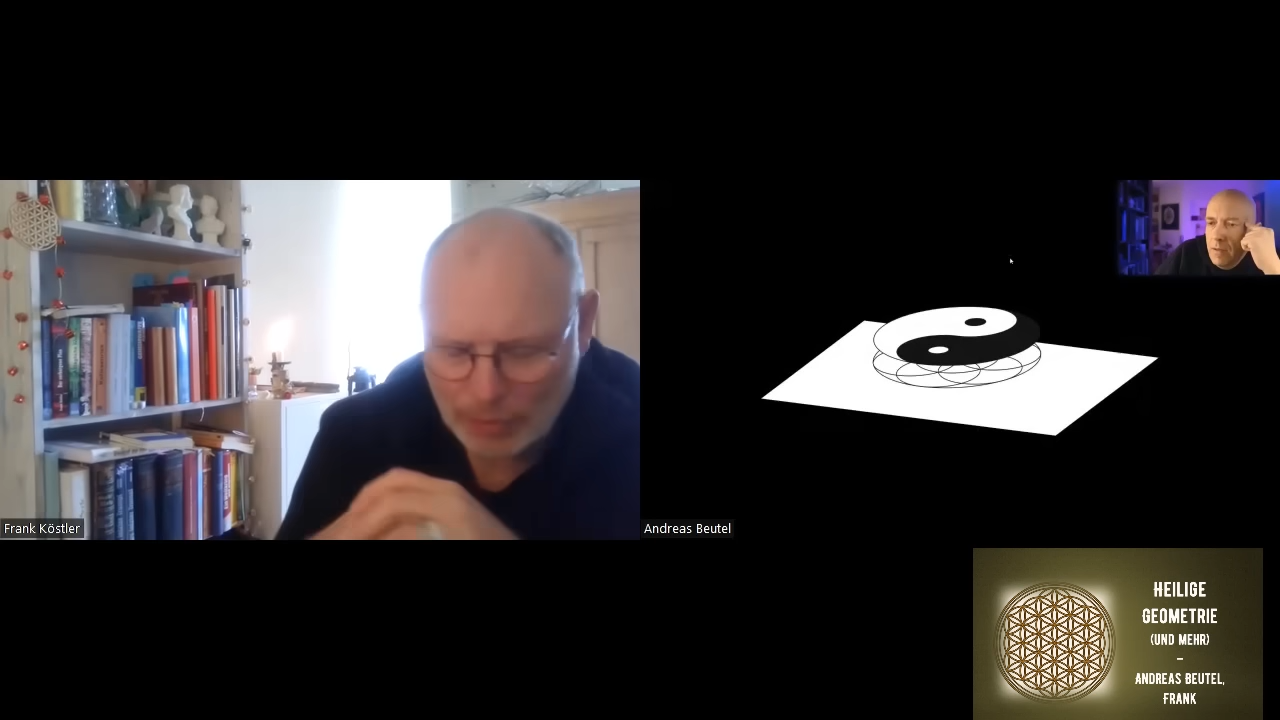 Frank Köstler
Andreas Beutel
HEILIGE
GEOMETRIE
(UND MEHR)
–
ANDREAS BEUTEL,
FRANK